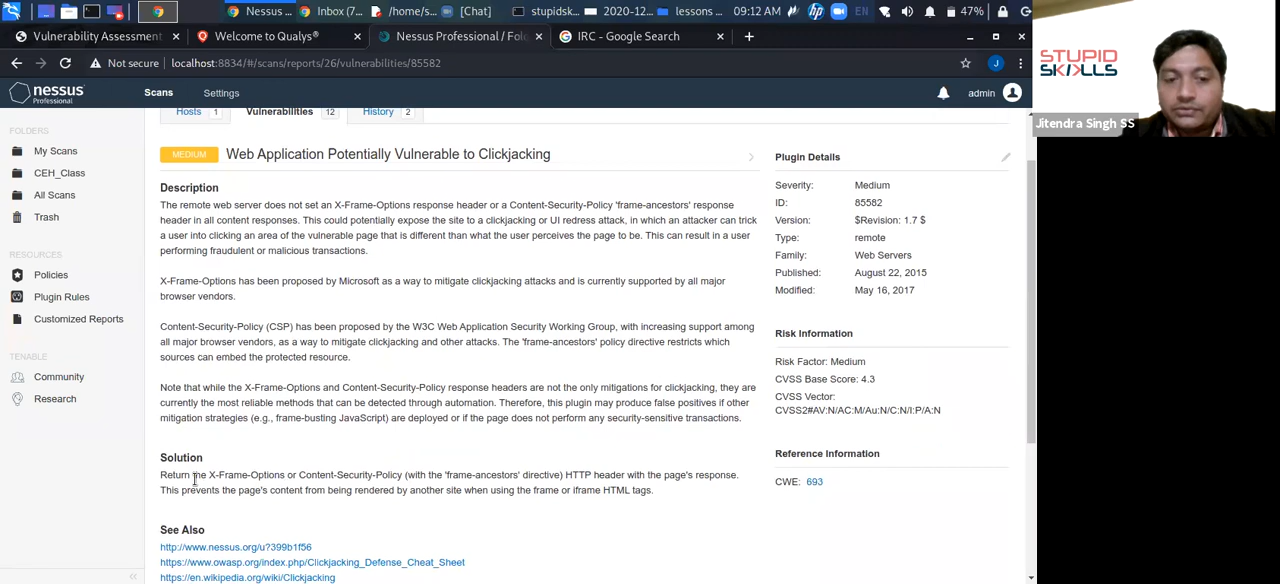 Nessus ...
Inbox (7...
/home/s...
[Chat]
stupidsk...
2020-12...
lessons ...
09:12 AM
EN
47%
Vulnerability Assessment
Welcome to Qualys®
Nessus Professional / Fol
IRC - Google Search
Not secure
localhost:8834/#/scans/reports/26/vulnerabilities/85582
J
nessus
Professional
Scans
Settings
admin
FOLDERS
My Scans
CEH_Class
All Scans
Trash
RESOURCES
Policies
Plugin Rules
Customized Reports
TENABLE
Community
Research
Hosts 1
Vulnerabilities 12
History 2
MEDIUM
Web Application Potentially Vulnerable to Clickjacking
Description
The remote web server does not set an X-Frame-Options response header or a Content-Security-Policy 'frame-ancestors' response
header in all content responses. This could potentially expose the site to a clickjacking or UI redress attack, in which an attacker can trick
a user into clicking an area of the vulnerable page that is different than what the user perceives the page to be. This can result in a user
performing fraudulent or malicious transactions.
X-Frame-Options has been proposed by Microsoft as a way to mitigate clickjacking attacks and is currently supported by all major
browser vendors.
Content-Security-Policy (CSP) has been proposed by the W3C Web Application Security Working Group, with increasing support among
all major browser vendors, as a way to mitigate clickjacking and other attacks. The 'frame-ancestors' policy directive restricts which
sources can embed the protected resource.
Note that while the X-Frame-Options and Content-Security-Policy response headers are not the only mitigations for clickjacking, they are
currently the most reliable methods that can be detected through automation. Therefore, this plugin may produce false positives if other
mitigation strategies (e.g., frame-busting JavaScript) are deployed or if the page does not perform any security-sensitive transactions.
Solution
Return the X-Frame-Options or Content-Security-Policy (with the 'frame-ancestors' directive) HTTP header with the page's response.
This prevents the page's content from being rendered by another site when using the frame or iframe HTML tags.
See Also
http://www.nessus.org/u?399b1f56
https://www.owasp.org/index.php/Clickjacking_Defense_Cheat_Sheet
https://en.wikipedia.org/wiki/Clickjacking
Plugin Details
Severity: Medium
ID: 85582
Version: $Revision: 1.7 $
Type: remote
Family: Web Servers
Published: August 22, 2015
Modified: May 16, 2017
Risk Information
Risk Factor: Medium
CVSS Base Score: 4.3
CVSS Vector:
CVSS2#AV:N/AC:M/Au:N/C:N/I:P/A:N
Reference Information
CWE: 693
STUPID
SKILLS
Jitendra Singh SS